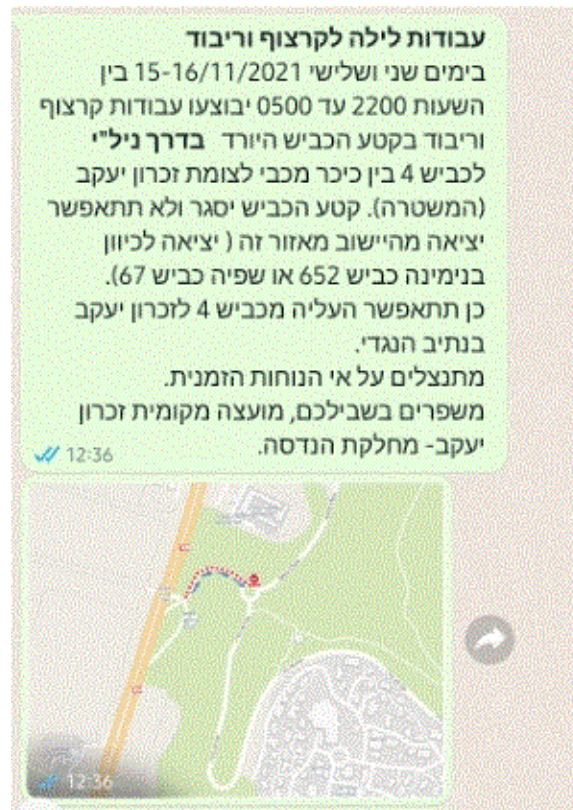 עבודות לילה לקרצוף וריבוד
בימים שני ושלישי 15-16/11/2021 בין
השעות 2200 עד 0500 יבוצעו עבודות קרצוף
וריבוד בקטע הכביש היורד בדרך ניל"י
לכביש 4 בין כיכר מכבי לצומת זכרון יעקב
(המשטרה). קטע הכביש יסגר ולא תתאפשר
יציאה מהיישוב מאזור זה ( יציאה לכיוון
בנימינה כביש 652 או שפיה כביש 67).
כן תתאפשר העליה מכביש 4 לזכרון יעקב
בנתיב הנגדי.
מתנצלים על אי הנוחות הזמנית.
משפרים בשבילכם, מועצה מקומית זכרון
יעקב- מחלקת הנדסה.
12:36
12:36